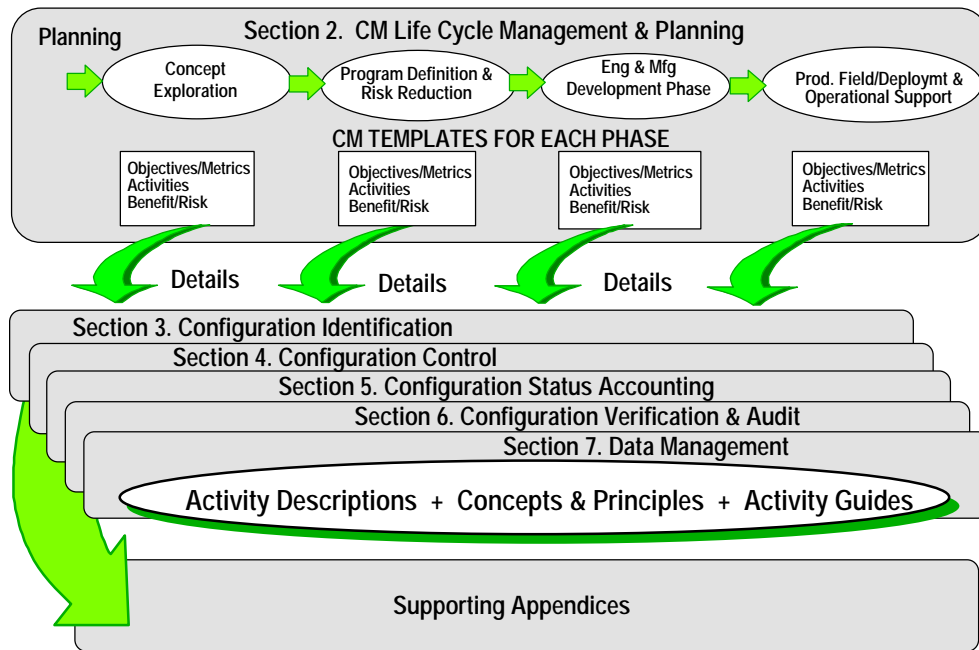 Planning
Section 2. CM Life Cycle Management & Planning
Concept
Exploration
Program Definition &
Risk Reduction
Eng & Mfg
Development Phase
Prod. Field/Deploymt &
Operational Support
CM TEMPLATES FOR EACH PHASE
Objectives/Metrics
Activities
Benefit/Risk
Objectives/Metrics
Activities
Benefit/Risk
Objectives/Metrics
Activities
Benefit/Risk
Objectives/Metrics
Activities
Benefit/Risk
Details
Details
Details
Section 3. Configuration Identification
Section 4. Configuration Control
Section 5. Configuration Status Accounting
Section 6. Configuration Verification & Audit
Section 7. Data Management
Activity Descriptions + Concepts & Principles + Activity Guides
Supporting Appendices